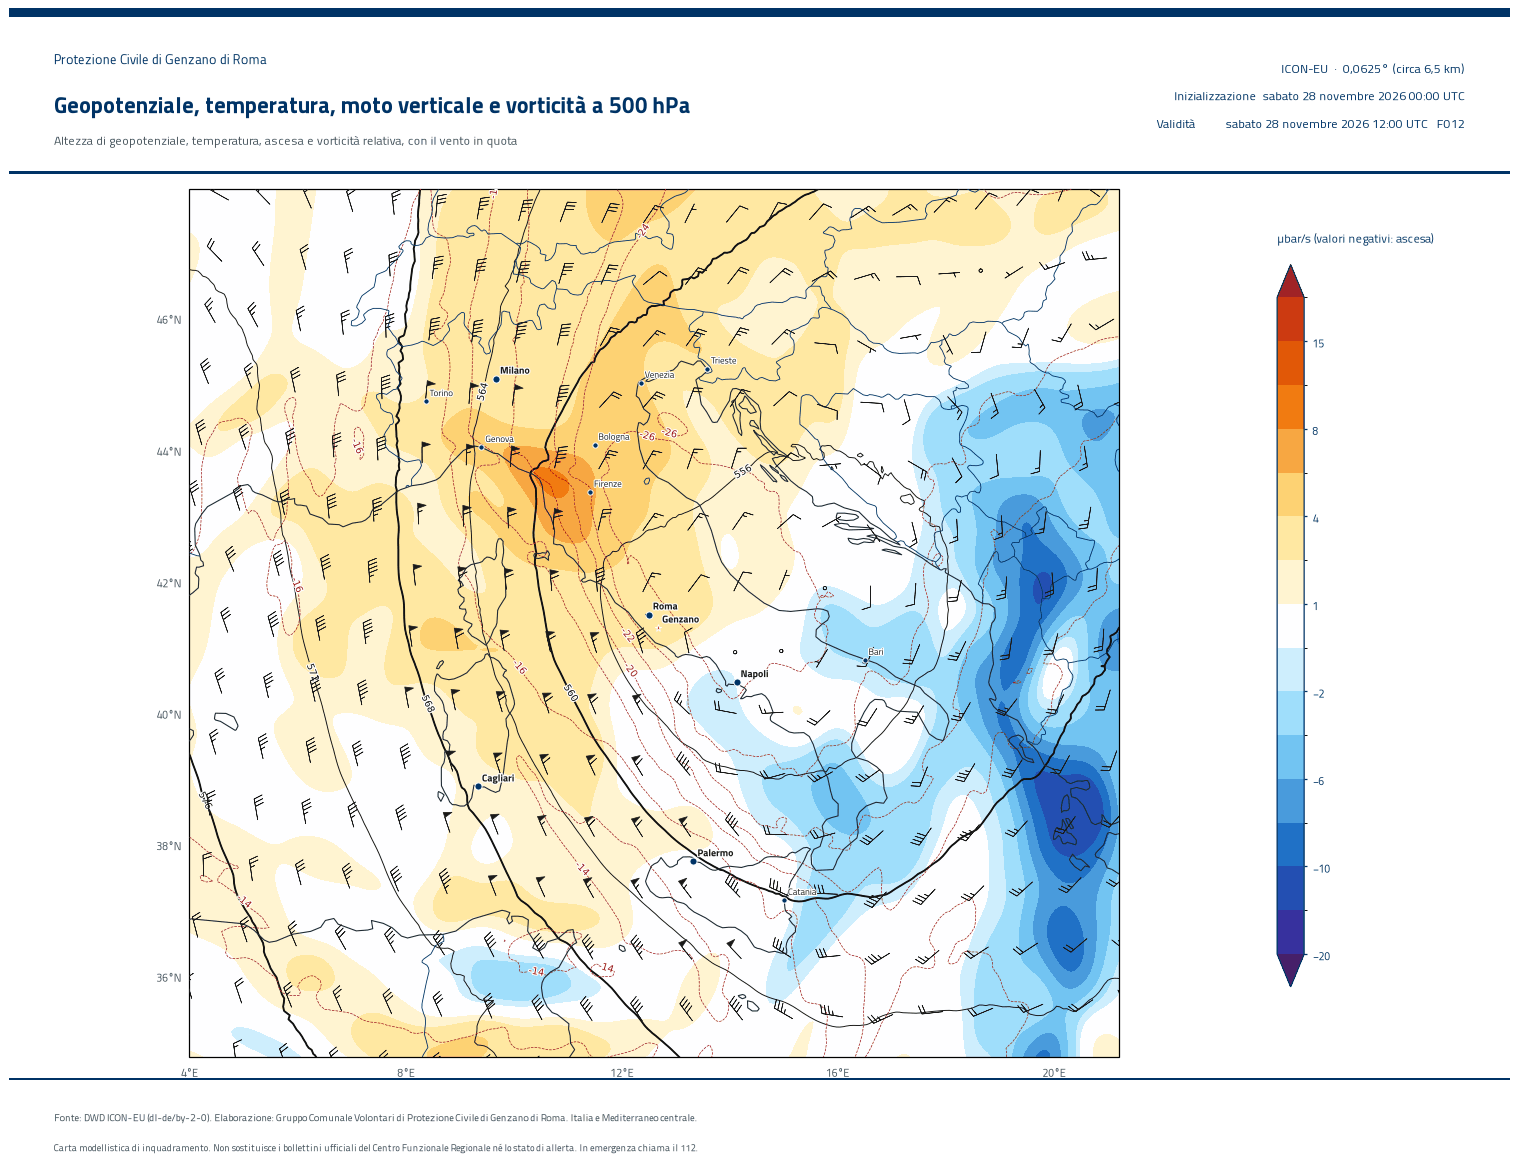 Protezione Civile di Genzano di Roma
Geopotenziale, temperatura, moto verticale e vorticità a 500 hPa
Altezza di geopotenziale, temperatura, ascesa e vorticità relativa, con il vento in quota
ICON-EU · 0,0625° (circa 6,5 km)
Inizializzazione sabato 28 novembre 2026 00:00 UTC
Validità sabato 28 novembre 2026 12:00 UTC F012
µbar/s (valori negativi: ascesa)
15
8
4
1
−2
−6
−10
−20
46°N
44°N
42°N
40°N
38°N
36°N
4°E
8°E
12°E
16°E
20°E
-24
Trieste
Milano
Venezia
564
Torino
-26
-26
Bologna
Genova
-16
556
Firenze
-16
Roma
Genzano
22
Bari
-16
20
Napoli
560
568
Cagliari
Palermo
-14
Catania
-14
-14
-14
Fonte: DWD ICON-EU (dl-de/by-2-0). Elaborazione: Gruppo Comunale Volontari di Protezione Civile di Genzano di Roma. Italia e Mediterraneo centrale.
Carta modellistica di inquadramento. Non sostituisce i bollettini ufficiali del Centro Funzionale Regionale né lo stato di allerta. In emergenza chiama il 112.